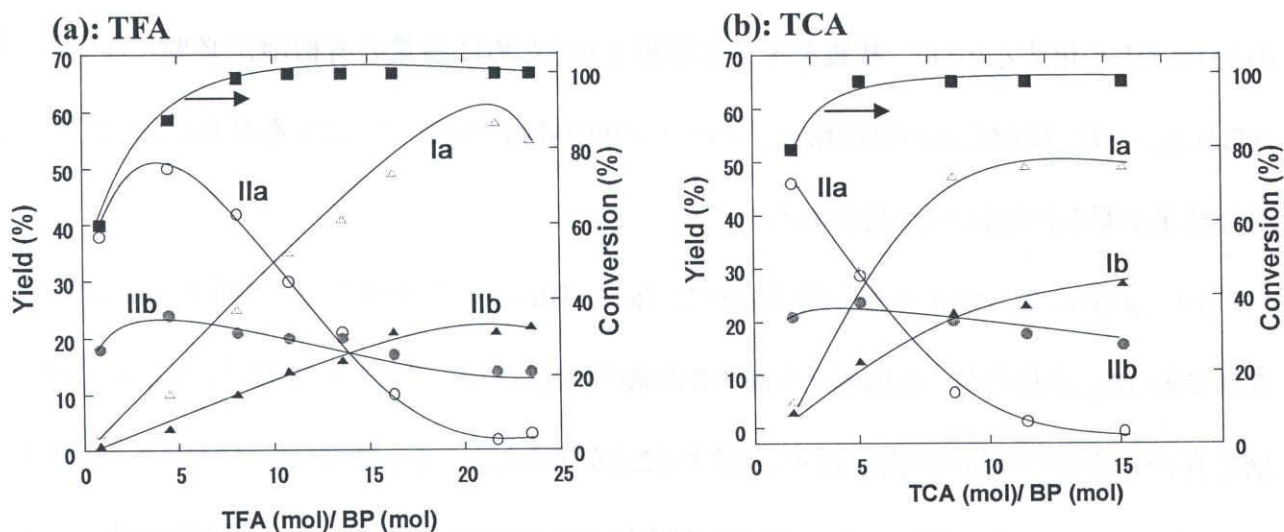 (a): TFA
70
60
50
40
30
20
10
0
Yield (%)
100
80
60
40
20
0
Conversion (%)
Ia
IIa
IIb
IIb
0
5
10
15
20
25
TFA (mol)/ BP (mol)
(b): TCA
70
60
50
40
30
20
10
0
Yield (%)
100
80
60
40
20
0
Conversion (%)
Ia
IIa
Ib
IIb
0
5
10
15
TCA (mol)/ BP (mol)